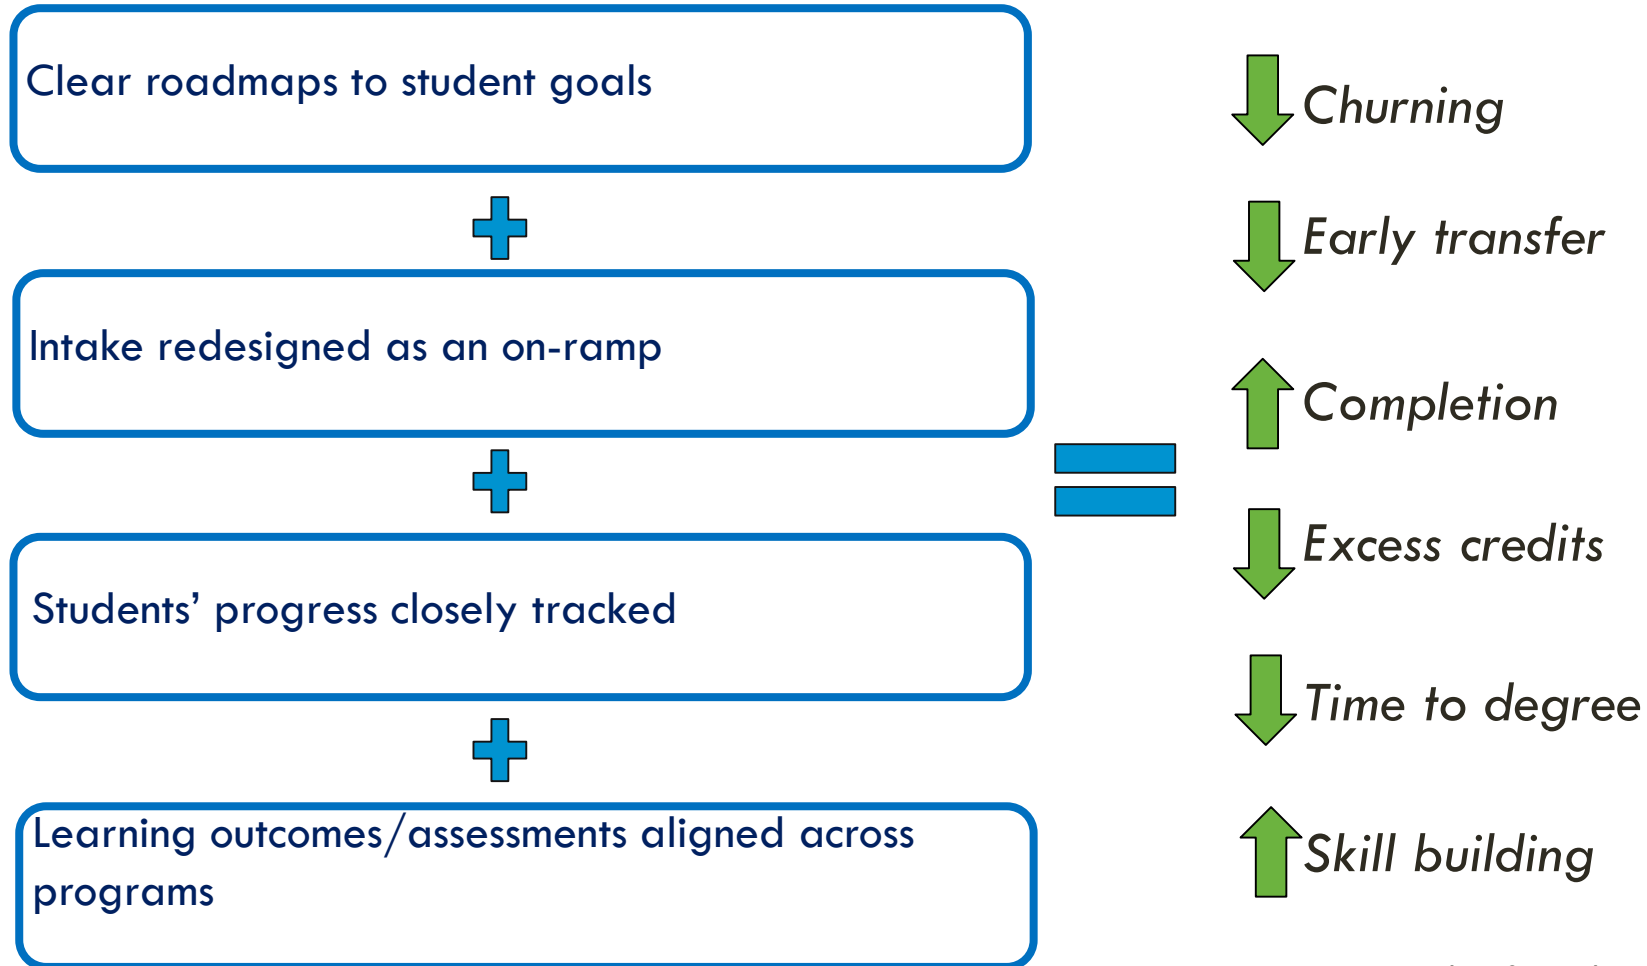 Clear roadmaps to student goals
Intake redesigned as an on-ramp
Students’ progress closely tracked
Learning outcomes/assessments aligned across
programs
Churning
Early transfer
Completion
Excess credits
Time to degree
Skill building